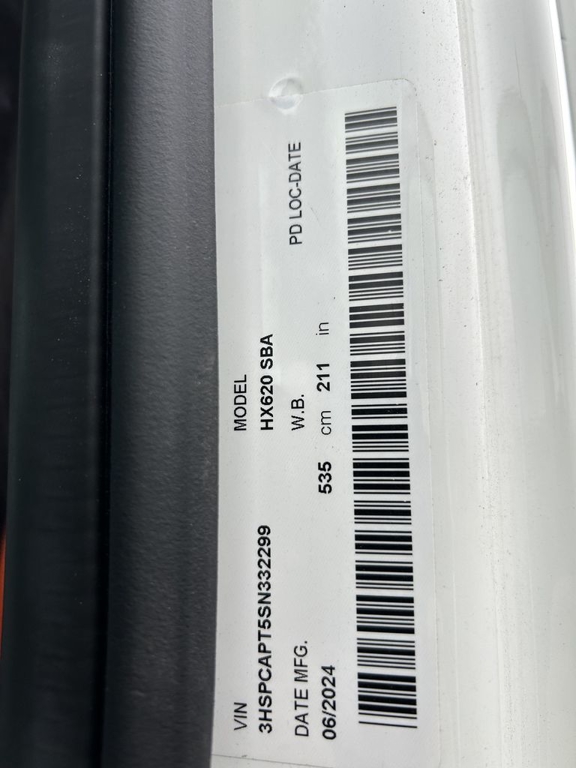 VIN MODEL
3HSPCAPT5SN332299 HX620 SBA
DATE MFG. W.B. PD LOC-DATE
06/2024 535 cm 211 in